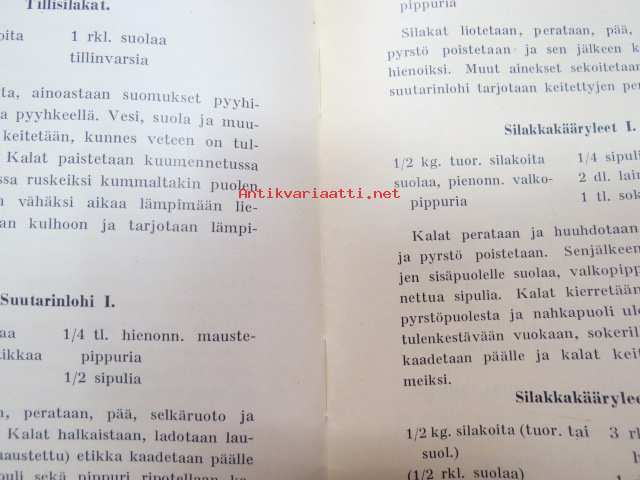 Tillisilakat.
oita 1 rkl. suolaa
tillinvarsia
ta, ainoastaan suomukset pyyhi-
a pyyhkeellä. Vesi, suola ja muu-
keitetään, kunnes veteen on tul-
Kalat paistetaan kuumennetussa
ssa ruskeiksi kummaltakin puolen
n vähäksi aikaa lämpimään lie-
aan kulhoon ja tarjotaan lämpi-
Suutarinlohi I.
aa 1/4 tl. hienonn. mauste-
tikkaa pippuria
1/2 sipulia
n, perataan, pää, selkäruoto ja
Kalat halkaistaan, ladotaan lau-
austettu) etikka kaadetaan päälle
puli sekä pippuri ripotellaan ka-
pippuria
Silakat liotetaan, perataan, pää,
pyrstö poistetaan ja sen jälkeen k
hienoiksi. Muut ainekset sekoitetaan
suutarinlohi tarjotaan keitettyjen per
Silakkakääryleet I.
1/2 kg. tuor. silakoita 1/4 sipuli
suolaa, pienonn. valko- 2 dl. lain
pippuria 1 tl. sok
Kalat perataan ja huuhdotaan
ja pyrstö poistetaan. Senjälkeen
jen sisäpuolelle suolaa, valkopipp
nettua sipulia. Kalat kierretään
pyrstöpuolesta ja nahkapuoli ulo
tulenkestävään vuokaan, sokeril
kaadetaan päälle ja kalat keit
meiksi.
Silakkakääryleet
1/2 kg. silakoita (tuor. tai 3 rk
suol.)
(1/2 rkl. suolaa)
Antikvariaatti.net